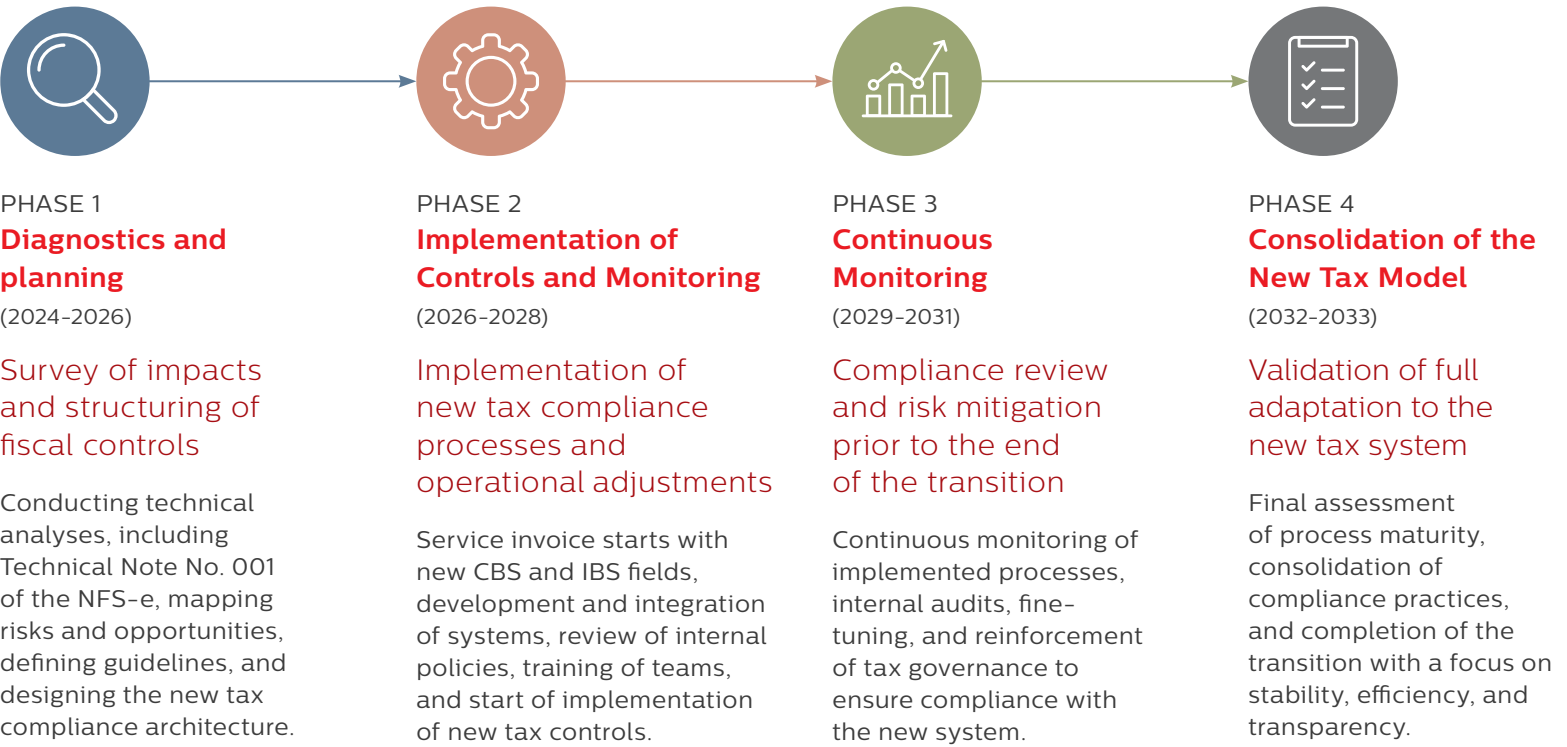 PHASE 1
Diagnostics and
planning
(2024-2026)
Survey of impacts
and structuring of
fiscal controls
Conducting technical
analyses, including
Technical Note No. 001
of the NFS-e, mapping
risks and opportunities,
defining guidelines, and
designing the new tax
compliance architecture.
PHASE 2
Implementation of
Controls and Monitoring
(2026-2028)
Implementation of
new tax compliance
processes and
operational adjustments
Service invoice starts with
new CBS and IBS fields,
development and integration
of systems, review of internal
policies, training of teams,
and start of implementation
of new tax controls.
PHASE 3
Continuous
Monitoring
(2029-2031)
Compliance review
and risk mitigation
prior to the end
of the transition
Continuous monitoring of
implemented processes,
internal audits, fine-
tuning, and reinforcement
of tax governance to
ensure compliance with
the new system.
PHASE 4
Consolidation of the
New Tax Model
(2032-2033)
Validation of full
adaptation to the
new tax system
Final assessment
of process maturity,
consolidation of
compliance practices,
and completion of the
transition with a focus on
stability, efficiency, and
transparency.